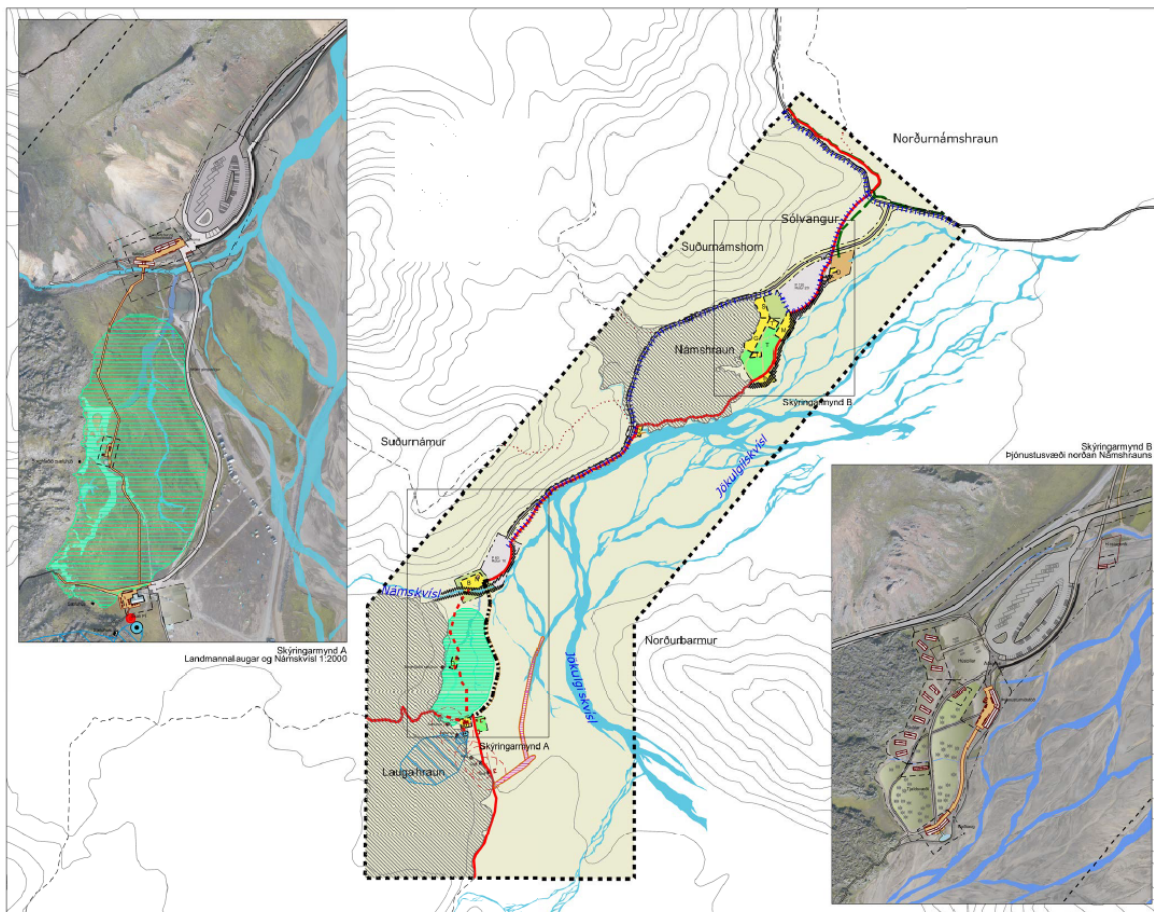 Norðurnámshraun
Sólvangur
Suðurnámshorn
Námshraun
Skýringarmynd B
Suðurnámur
Jökulgilskvísl
Skýringarmynd B
Þjónustusvæði norðan Námshrauns
Námskvísl
Norðurbarmur
Jökulgilskvísl
Skýringarmynd A
Landmannalaugar og Námskvísl 1:2000
Skýringarmynd A
Laugahraun